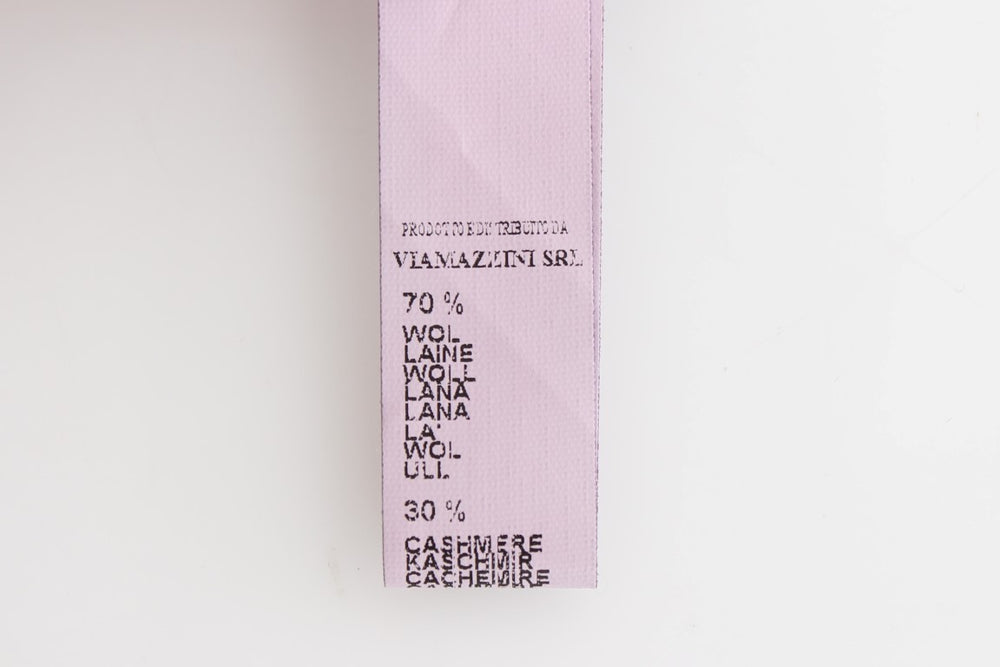 PRODOTTO E DISTRIBUITO DA
VIAMAZZINI SRL
70 %
WOL
LAINE
WOLL
LANA
LANA
LA'
WOL
ULL
30 %
CASHMERE
KASCHMIR
CACHEMIRE